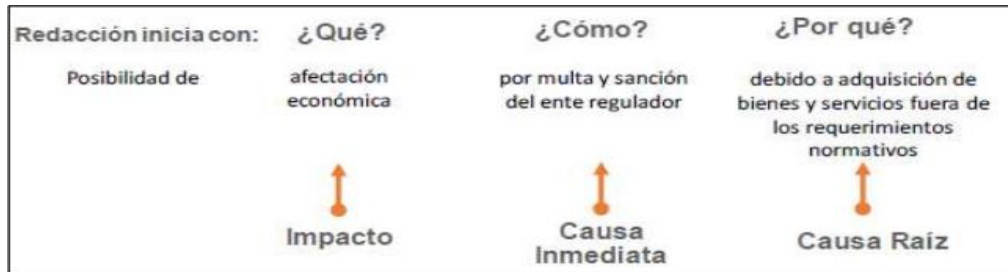 Redacción inicia con: ¿Qué? ¿Cómo? ¿Por qué?
Posibilidad de
afectación
económica
por multa y sanción
del ente regulador
debido a adquisición de
bienes y servicios fuera de
los requerimientos
normativos
Impacto
Causa
Inmediata
Causa Raíz